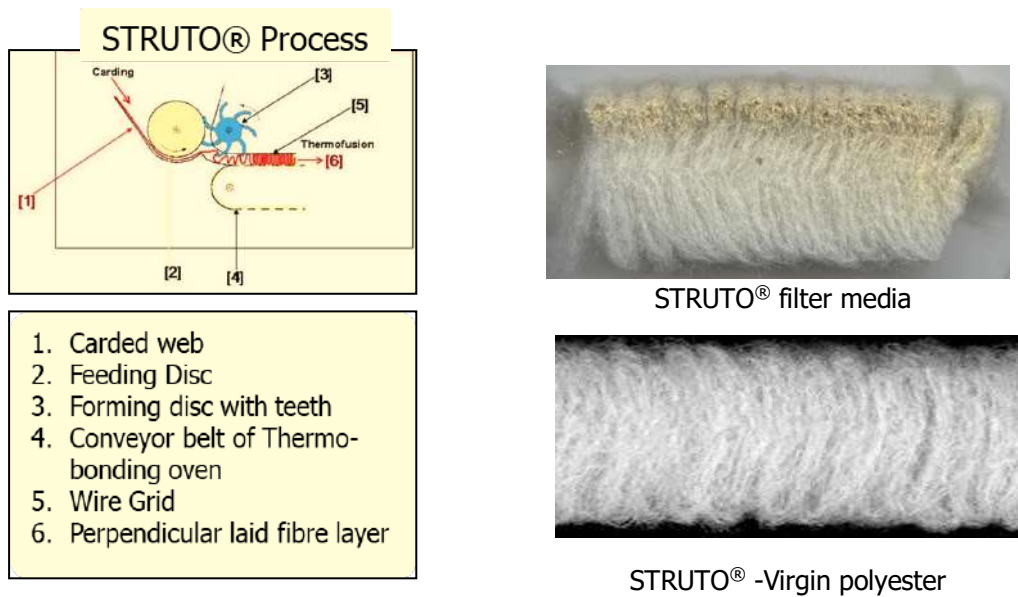 STRUTO® Process
Carding
[3]
[5]
Thermofusion
[6]
[1]
[2]
[4]
1. Carded web
2. Feeding Disc
3. Forming disc with teeth
4. Conveyor belt of Thermo-
bonding oven
5. Wire Grid
6. Perpendicular laid fibre layer
STRUTO® filter media
STRUTO® -Virgin polyester